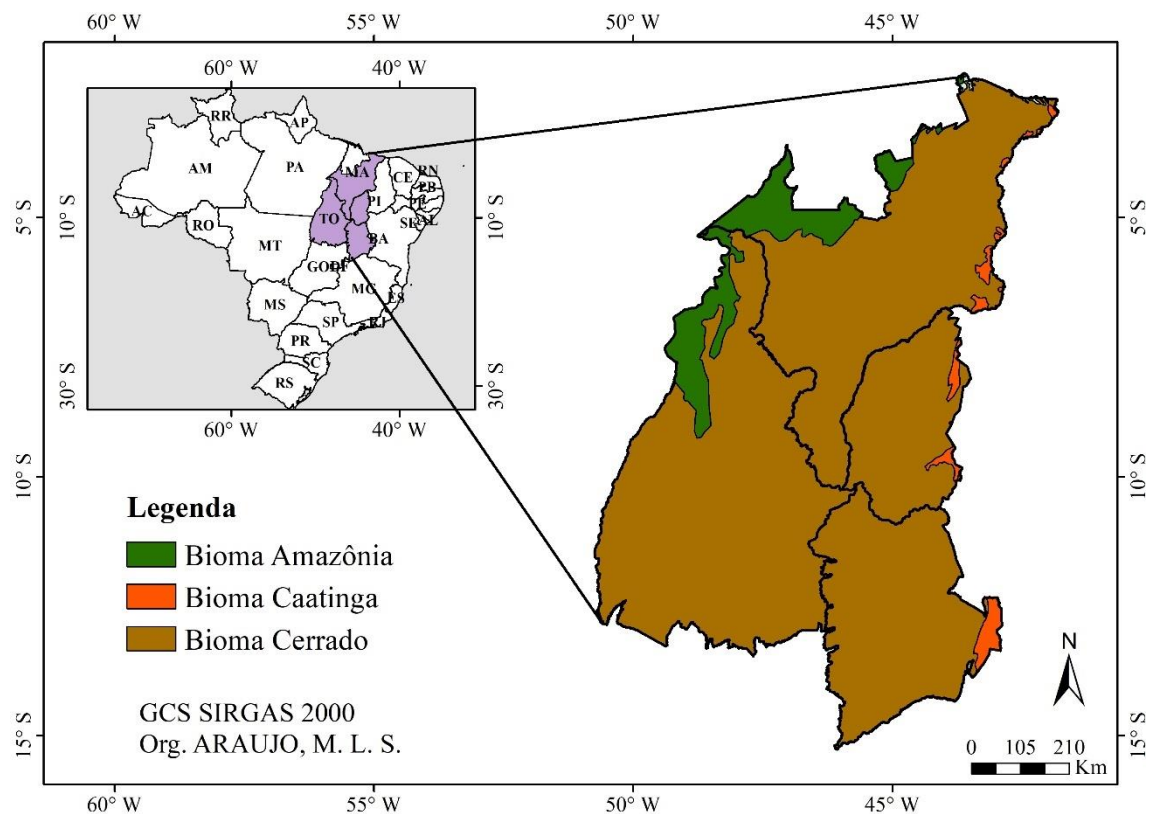 60° W 55° W 50° W 45° W
60° W 40° W
RR AP
AM PA MA CE RN
PB
AC PI PE
AL
RO TO SE
MT BA
GO DF
MG
MS ES
SP RJ
PR
SC
RS
10° S
30° S
10° S
30° S
60° W 40° W
5° S
10° S
15° S
5° S
10° S
15° S
Legenda
Bioma Amazônia
Bioma Caatinga
Bioma Cerrado
GCS SIRGAS 2000
Org. ARAUJO, M. L. S.
N
0 105 210
Km
60° W 55° W 50° W 45° W